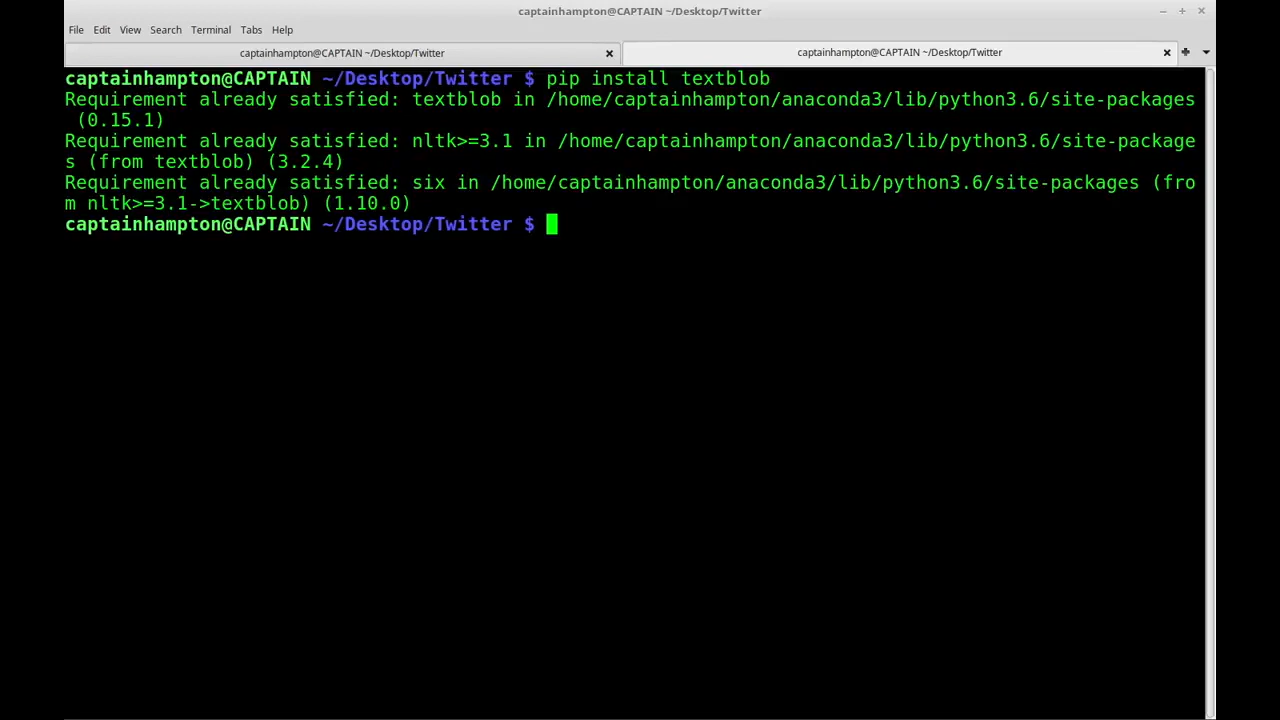 captainhampton@CAPTAIN ~/Desktop/Twitter
File Edit View Search Terminal Tabs Help
captainhampton@CAPTAIN ~/Desktop/Twitter captainhampton@CAPTAIN ~/Desktop/Twitter
captainhampton@CAPTAIN ~/Desktop/Twitter $ pip install textblob
Requirement already satisfied: textblob in /home/captainhampton/anaconda3/lib/python3.6/site-packages
(0.15.1)
Requirement already satisfied: nltk>=3.1 in /home/captainhampton/anaconda3/lib/python3.6/site-package
s (from textblob) (3.2.4)
Requirement already satisfied: six in /home/captainhampton/anaconda3/lib/python3.6/site-packages (fro
m nltk>=3.1->textblob) (1.10.0)
captainhampton@CAPTAIN ~/Desktop/Twitter $